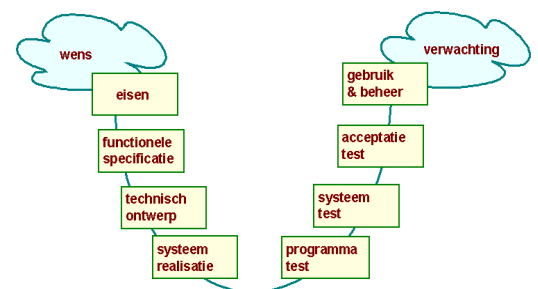 wens
eisen
functionele
specificatie
technisch
ontwerp
systeem
realisatie
verwachting
gebruik
& beheer
acceptatie
test
systeem
test
programma
test